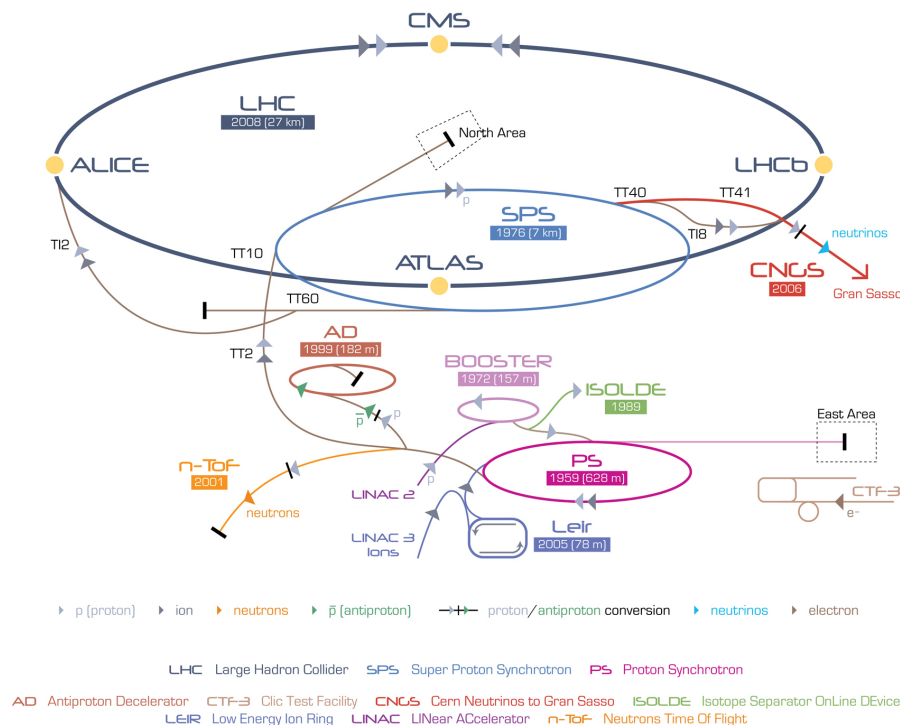 CMS
LHC
2008 (27 km)
North Area
ALICE
LHCb
TT40
TT41
p
SPS
1976 (7 km)
TI8
neutrinos
TI2
TT10
ATLAS
CNGS
2006
Gran Sasso
TT60
AD
1999 (182 m)
TT2
BOOSTER
1972 (157 m)
ISOLDE
1989
p
p̅
East Area
n-ToF
2001
PS
1959 (628 m)
LINAC 2
p
neutrons
CTF-3
e-
LINAC 3
Ions
Leir
2005 (78 m)
p (proton) ion neutrons p̅ (antiproton) proton/antiproton conversion neutrinos electron
LHC Large Hadron Collider SPS Super Proton Synchrotron PS Proton Synchrotron
AD Antiproton Decelerator CTF-3 Clic Test Facility CNGS Cern Neutrinos to Gran Sasso ISOLDE Isotope Separator OnLine DEvice
LEIR Low Energy Ion Ring LINAC LINear ACcelerator n-ToF Neutrons Time Of Flight